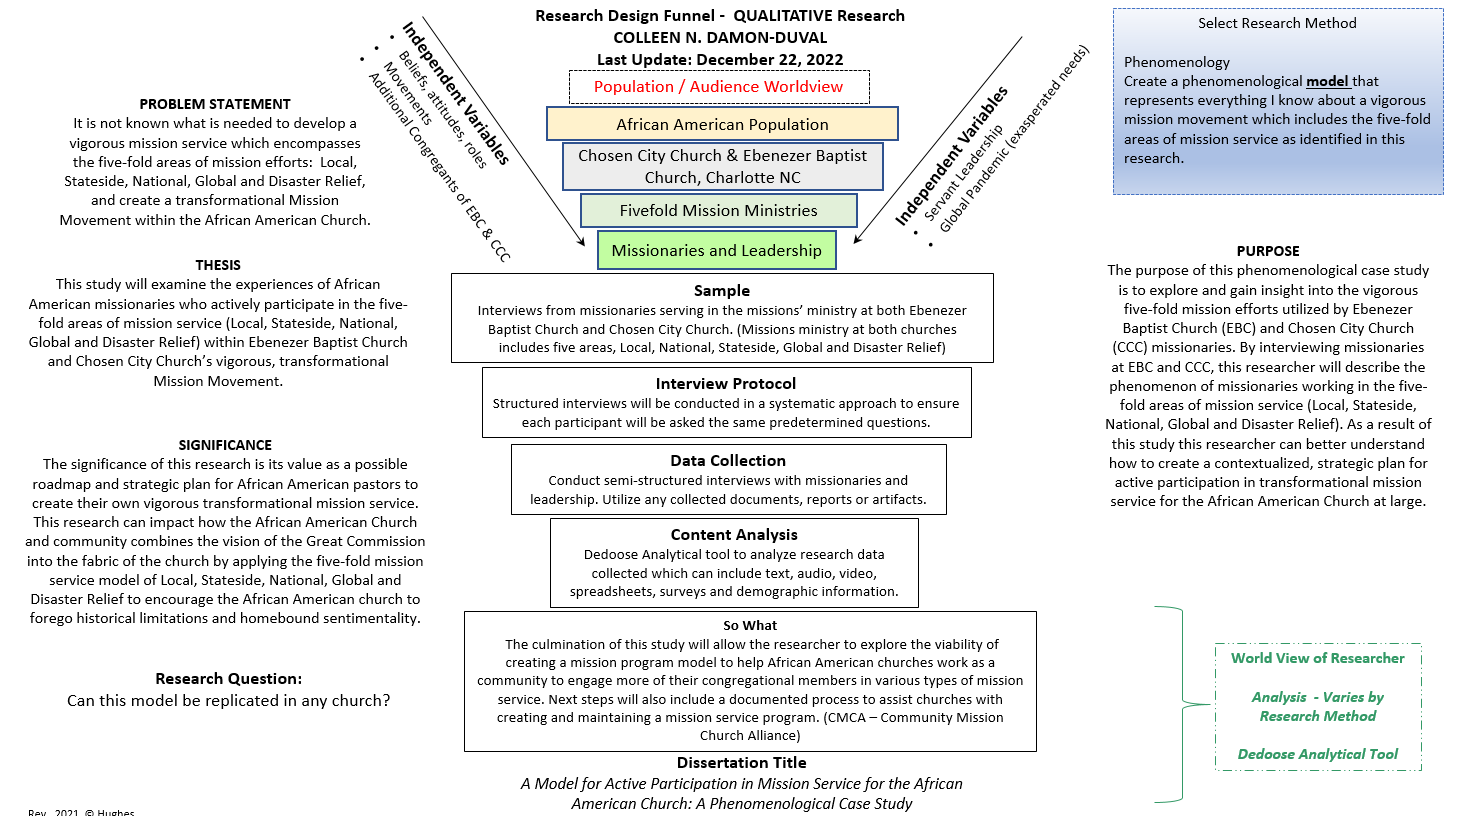 Research Design Funnel -  QUALITATIVE Research
COLLEEN N. DAMON-DUVAL
Last Update: December 22, 2022
Population / Audience Worldview
African American Population
Chosen City Church & Ebenezer Baptist
Church, Charlotte NC
Fivefold Mission Ministries
Missionaries and Leadership
Independent Variables
• Beliefs, attitudes, roles
• Movements
• Additional Congregants of EBC & CCC
Independent Variables
• Servant Leadership
• Global Pandemic (exasperated needs)
Select Research Method
Phenomenology
Create a phenomenological model that
represents everything I know about a vigorous
mission movement which includes the five-fold
areas of mission service as identified in this
research.
PROBLEM STATEMENT
It is not known what is needed to develop a
vigorous mission service which encompasses
the five-fold areas of mission efforts:  Local,
Stateside, National, Global and Disaster Relief,
and create a transformational Mission
Movement within the African American Church.
THESIS
This study will examine the experiences of African
American missionaries who actively participate in the five-
fold areas of mission service (Local, Stateside, National,
Global and Disaster Relief) within Ebenezer Baptist Church
and Chosen City Church's vigorous, transformational
Mission Movement.
SIGNIFICANCE
The significance of this research is its value as a possible
roadmap and strategic plan for African American pastors to
create their own vigorous transformational mission service.
This research can impact how the African American Church
and community combines the vision of the Great Commission
into the fabric of the church by applying the five-fold mission
service model of Local, Stateside, National, Global and
Disaster Relief to encourage the African American church to
forego historical limitations and homebound sentimentality.
Research Question:
Can this model be replicated in any church?
Sample
Interviews from missionaries serving in the missions' ministry at both Ebenezer
Baptist Church and Chosen City Church. (Missions ministry at both churches
includes five areas, Local, National, Stateside, Global and Disaster Relief)
Interview Protocol
Structured interviews will be conducted in a systematic approach to ensure
each participant will be asked the same predetermined questions.
Data Collection
Conduct semi-structured interviews with missionaries and
leadership. Utilize any collected documents, reports or artifacts.
Content Analysis
Dedoose Analytical tool to analyze research data
collected which can include text, audio, video,
spreadsheets, surveys and demographic information.
So What
The culmination of this study will allow the researcher to explore the viability of
creating a mission program model to help African American churches work as a
community to engage more of their congregational members in various types of mission
service. Next steps will also include a documented process to assist churches with
creating and maintaining a mission service program. (CMCA – Community Mission
Church Alliance)
Dissertation Title
A Model for Active Participation in Mission Service for the African
American Church: A Phenomenological Case Study
PURPOSE
The purpose of this phenomenological case study
is to explore and gain insight into the vigorous
five-fold mission efforts utilized by Ebenezer
Baptist Church (EBC) and Chosen City Church
(CCC) missionaries. By interviewing missionaries
at EBC and CCC, this researcher will describe the
phenomenon of missionaries working in the five-
fold areas of mission service (Local, Stateside,
National, Global and Disaster Relief). As a result of
this study this researcher can better understand
how to create a contextualized, strategic plan for
active participation in transformational mission
service for the African American Church at large.
World View of Researcher
Analysis  - Varies by
Research Method
Dedoose Analytical Tool
Rev.  2021  © Hughes